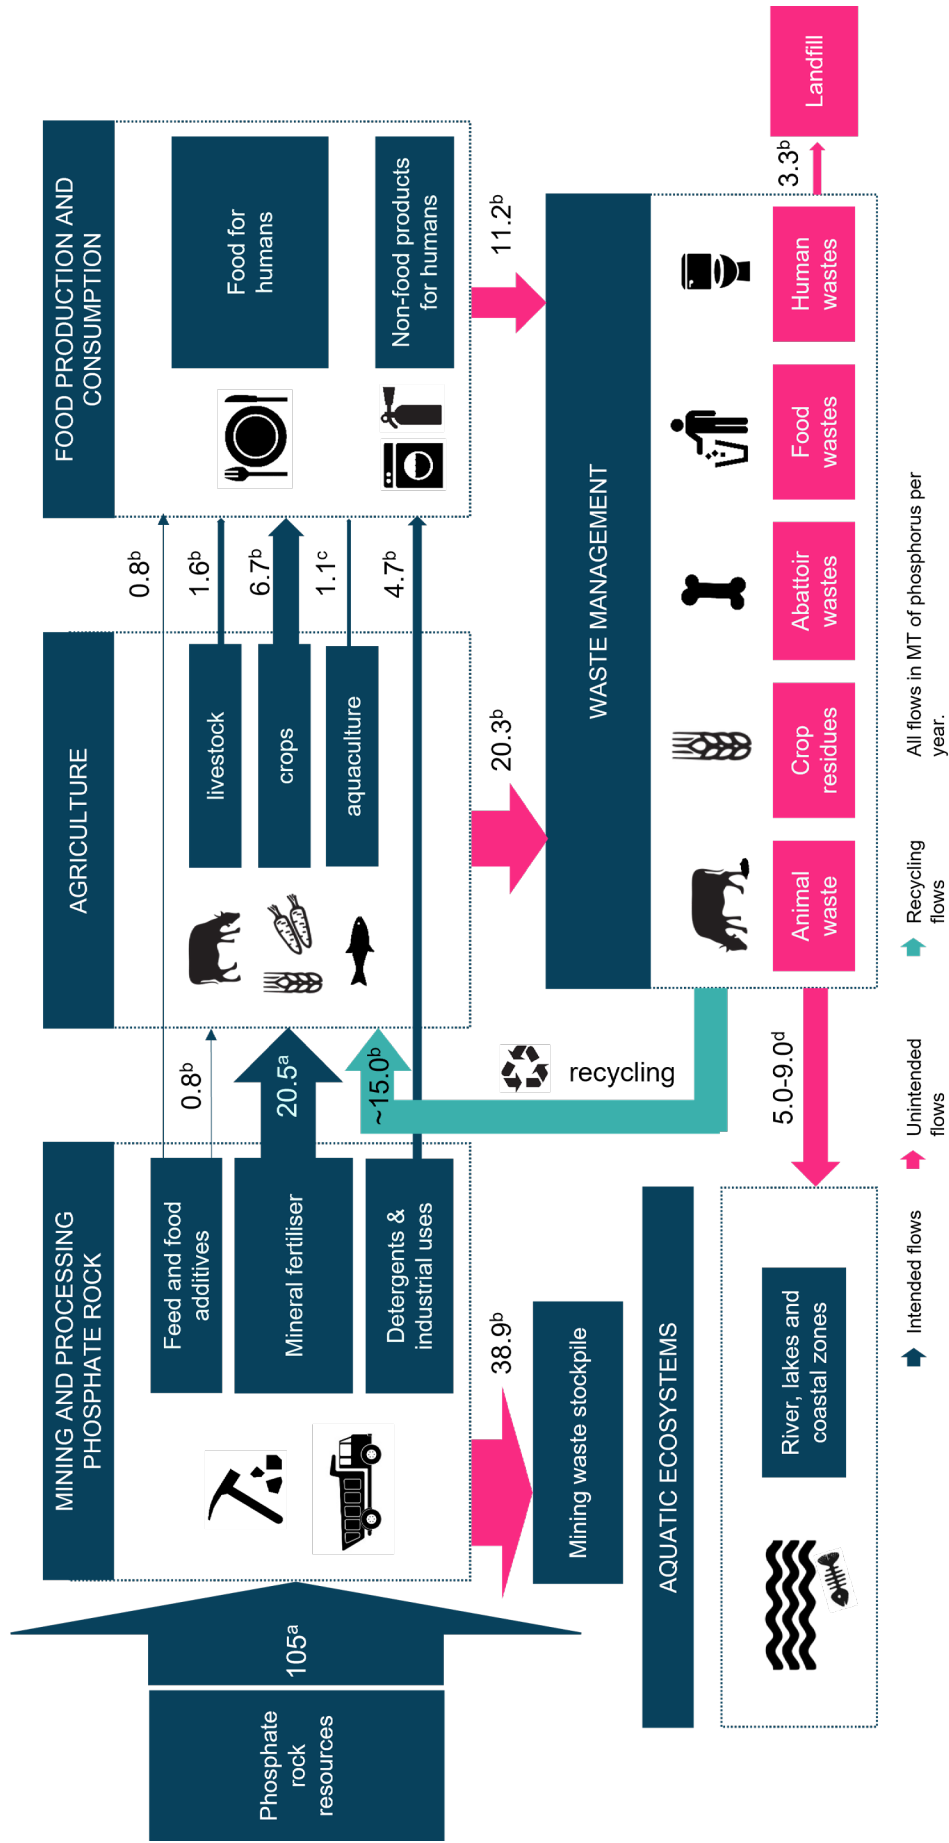 Phosphate
rock
resources
105ᵃ
MINING AND PROCESSING
PHOSPHATE ROCK
Feed and food
additives
Mineral fertiliser
Detergents &
industrial uses
38.9ᵇ
Mining waste stockpile
0.8ᵇ
20.5ᵃ
~15.0ᵇ
recycling
AGRICULTURE
livestock
crops
aquaculture
20.3ᵇ
0.8ᵇ
1.6ᵇ
6.7ᵇ
1.1ᶜ
4.7ᵇ
FOOD PRODUCTION AND
CONSUMPTION
Food for
humans
Non-food products
for humans
11.2ᵇ
WASTE MANAGEMENT
Animal
waste
Crop
residues
Abattoir
wastes
Food
wastes
Human
wastes
3.3ᵇ
Landfill
5.0-9.0ᵈ
AQUATIC ECOSYSTEMS
River, lakes and
coastal zones
Intended flows
Unintended
flows
Recycling
flows
All flows in MT of phosphorus per
year.